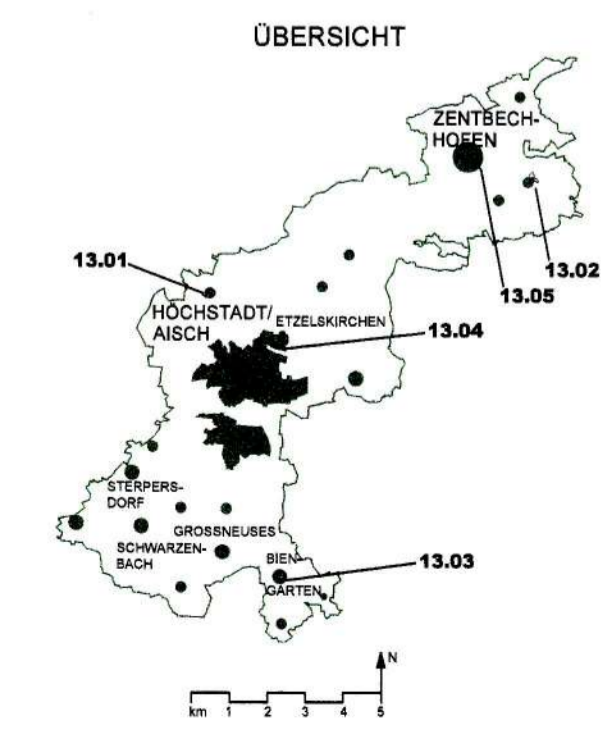 ÜBERSICHT
ZENTBECH-
HOFEN
13.01
13.02
13.05
HÖCHSTADT/
AISCH
ETZELSKIRCHEN
13.04
STERPERS-
DORF
GROSSNEUSES
SCHWARZEN-
BACH
BIEN-
GARTEN
13.03
N
km 1 2 3 4 5